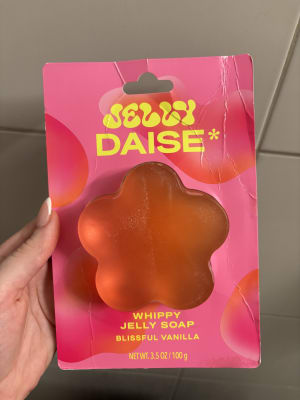 JELLY
DAISE*
WHIPPY
JELLY SOAP
BLISSFUL VANILLA
NET WT. 3.5 OZ / 100 g